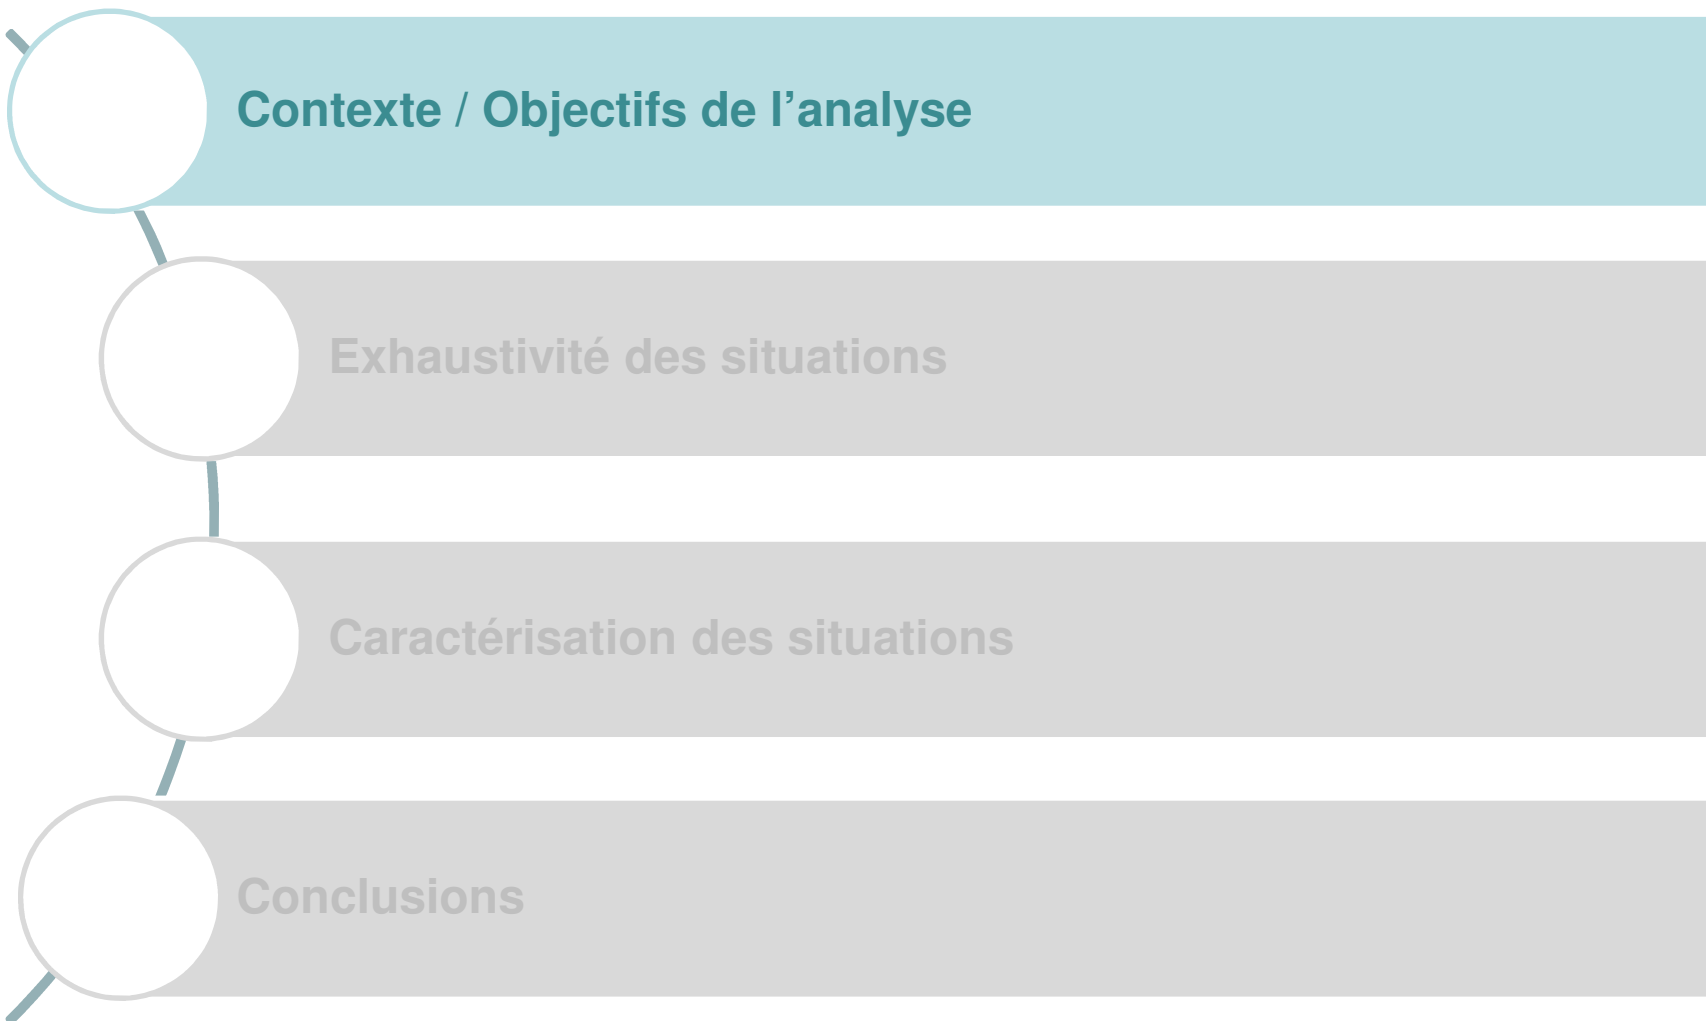 Contexte / Objectifs de l’analyse
Exhaustivité des situations
Caractérisation des situations
Conclusions